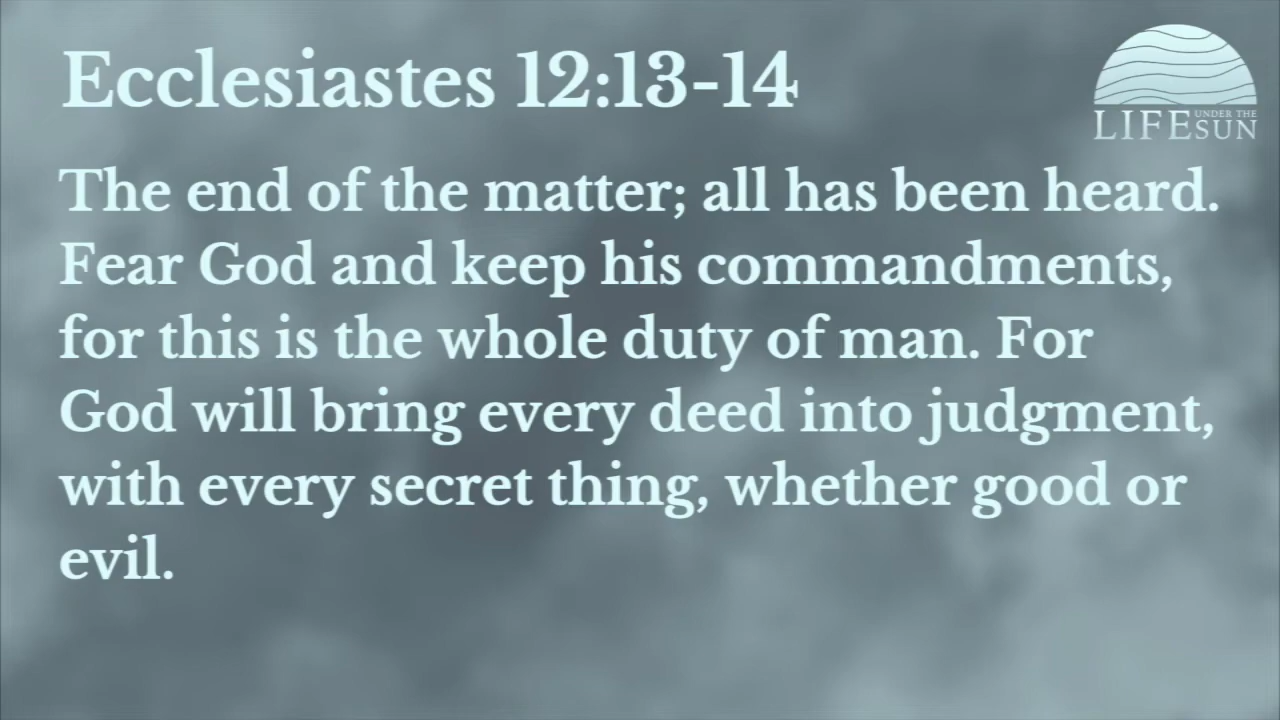 Ecclesiastes 12:13-14
LIFE UNDER THE SUN
The end of the matter; all has been heard.
Fear God and keep his commandments,
for this is the whole duty of man. For
God will bring every deed into judgment,
with every secret thing, whether good or
evil.